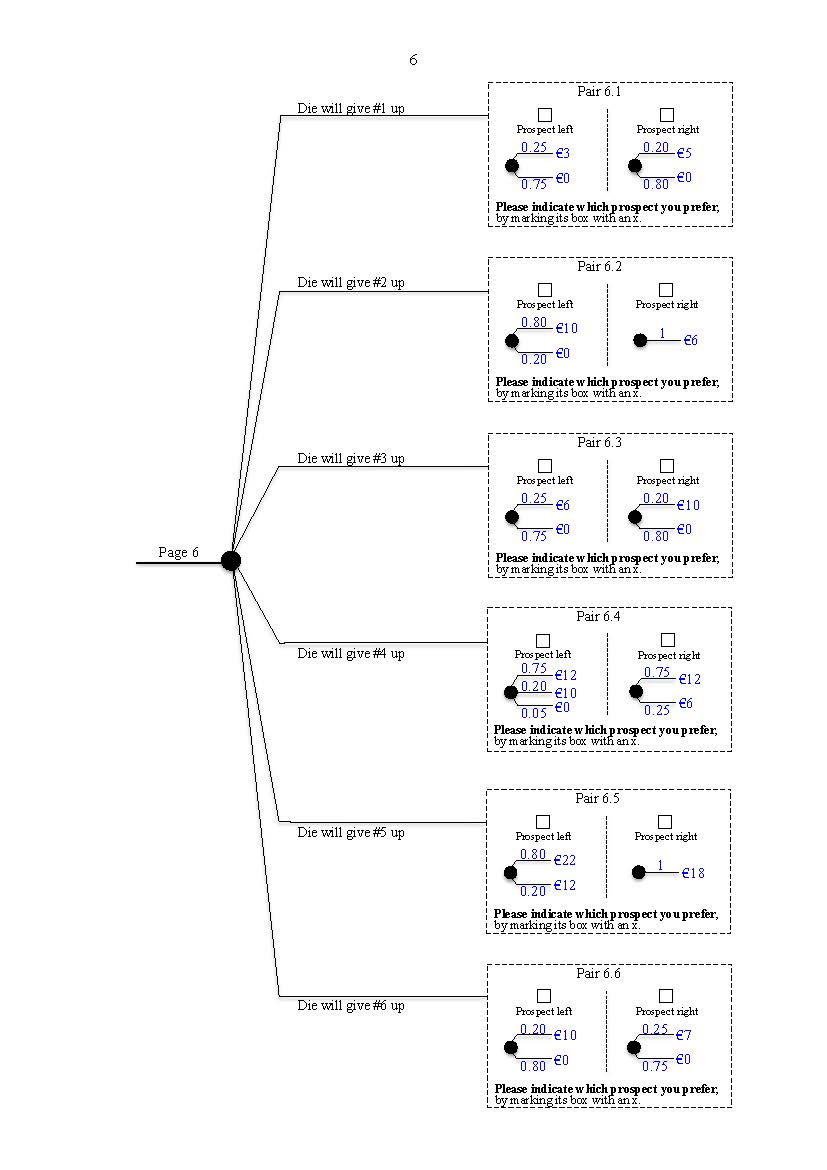 6
Die will give #1 up
Pair 6.1
Prospect left Prospect right
0.25 €3 0.20 €5
0.75 €0 0.80 €0
Please indicate which prospect you prefer,
by marking its box with an x.
Die will give #2 up
Pair 6.2
Prospect left Prospect right
0.80 €10 1 €6
0.20 €0
Please indicate which prospect you prefer,
by marking its box with an x.
Die will give #3 up
Pair 6.3
Prospect left Prospect right
0.25 €6 0.20 €10
0.75 €0 0.80 €0
Please indicate which prospect you prefer,
by marking its box with an x.
Page 6
Die will give #4 up
Pair 6.4
Prospect left Prospect right
0.75 €12 0.75 €12
0.20 €10
0.05 €0 0.25 €6
Please indicate which prospect you prefer,
by marking its box with an x.
Die will give #5 up
Pair 6.5
Prospect left Prospect right
0.80 €22 1 €18
0.20 €12
Please indicate which prospect you prefer,
by marking its box with an x.
Die will give #6 up
Pair 6.6
Prospect left Prospect right
0.20 €10 0.25 €7
0.80 €0 0.75 €0
Please indicate which prospect you prefer,
by marking its box with an x.